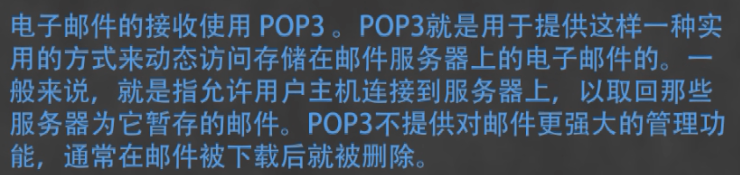 电子邮件的接收使用 POP3 。POP3就是用于提供这样一种实
用的方式来动态访问存储在邮件服务器上的电子邮件的。一
般来说，就是指允许用户主机连接到服务器上，以取回那些
服务器为它暂存的邮件。POP3不提供对邮件更强大的管理功
能，通常在邮件被下载后就被删除。